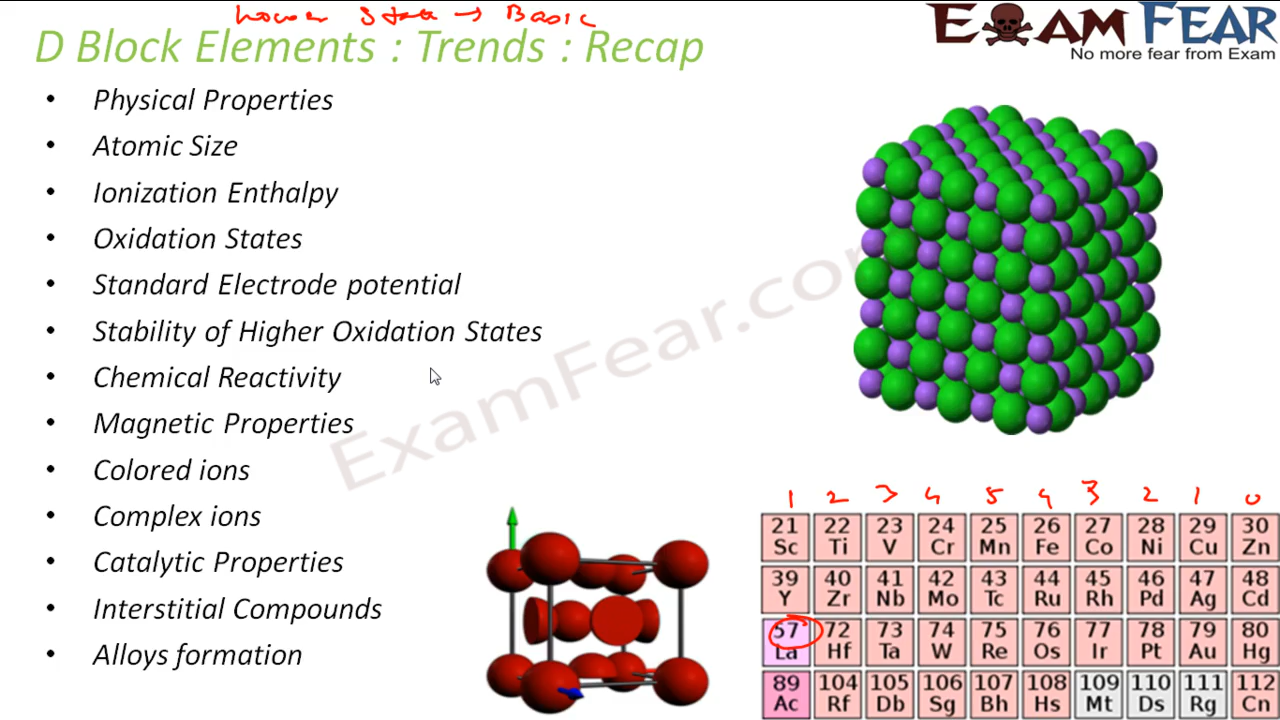 Lower State → Basic
D Block Elements : Trends : Recap
EXAM FEAR
No more fear from Exam
• Physical Properties
• Atomic Size
• Ionization Enthalpy
• Oxidation States
• Standard Electrode potential
• Stability of Higher Oxidation States
• Chemical Reactivity
• Magnetic Properties
• Colored ions
• Complex ions
• Catalytic Properties
• Interstitial Compounds
• Alloys formation
ExamFear.com
1 2 3 4 5 4 3 2 1 0
21 22 23 24 25 26 27 28 29 30
Sc Ti V Cr Mn Fe Co Ni Cu Zn
39 40 41 42 43 44 45 46 47 48
Y Zr Nb Mo Tc Ru Rh Pd Ag Cd
57 72 73 74 75 76 77 78 79 80
La Hf Ta W Re Os Ir Pt Au Hg
89 104 105 106 107 108 109 110 111 112
Ac Rf Db Sg Bh Hs Mt Ds Rg Cn